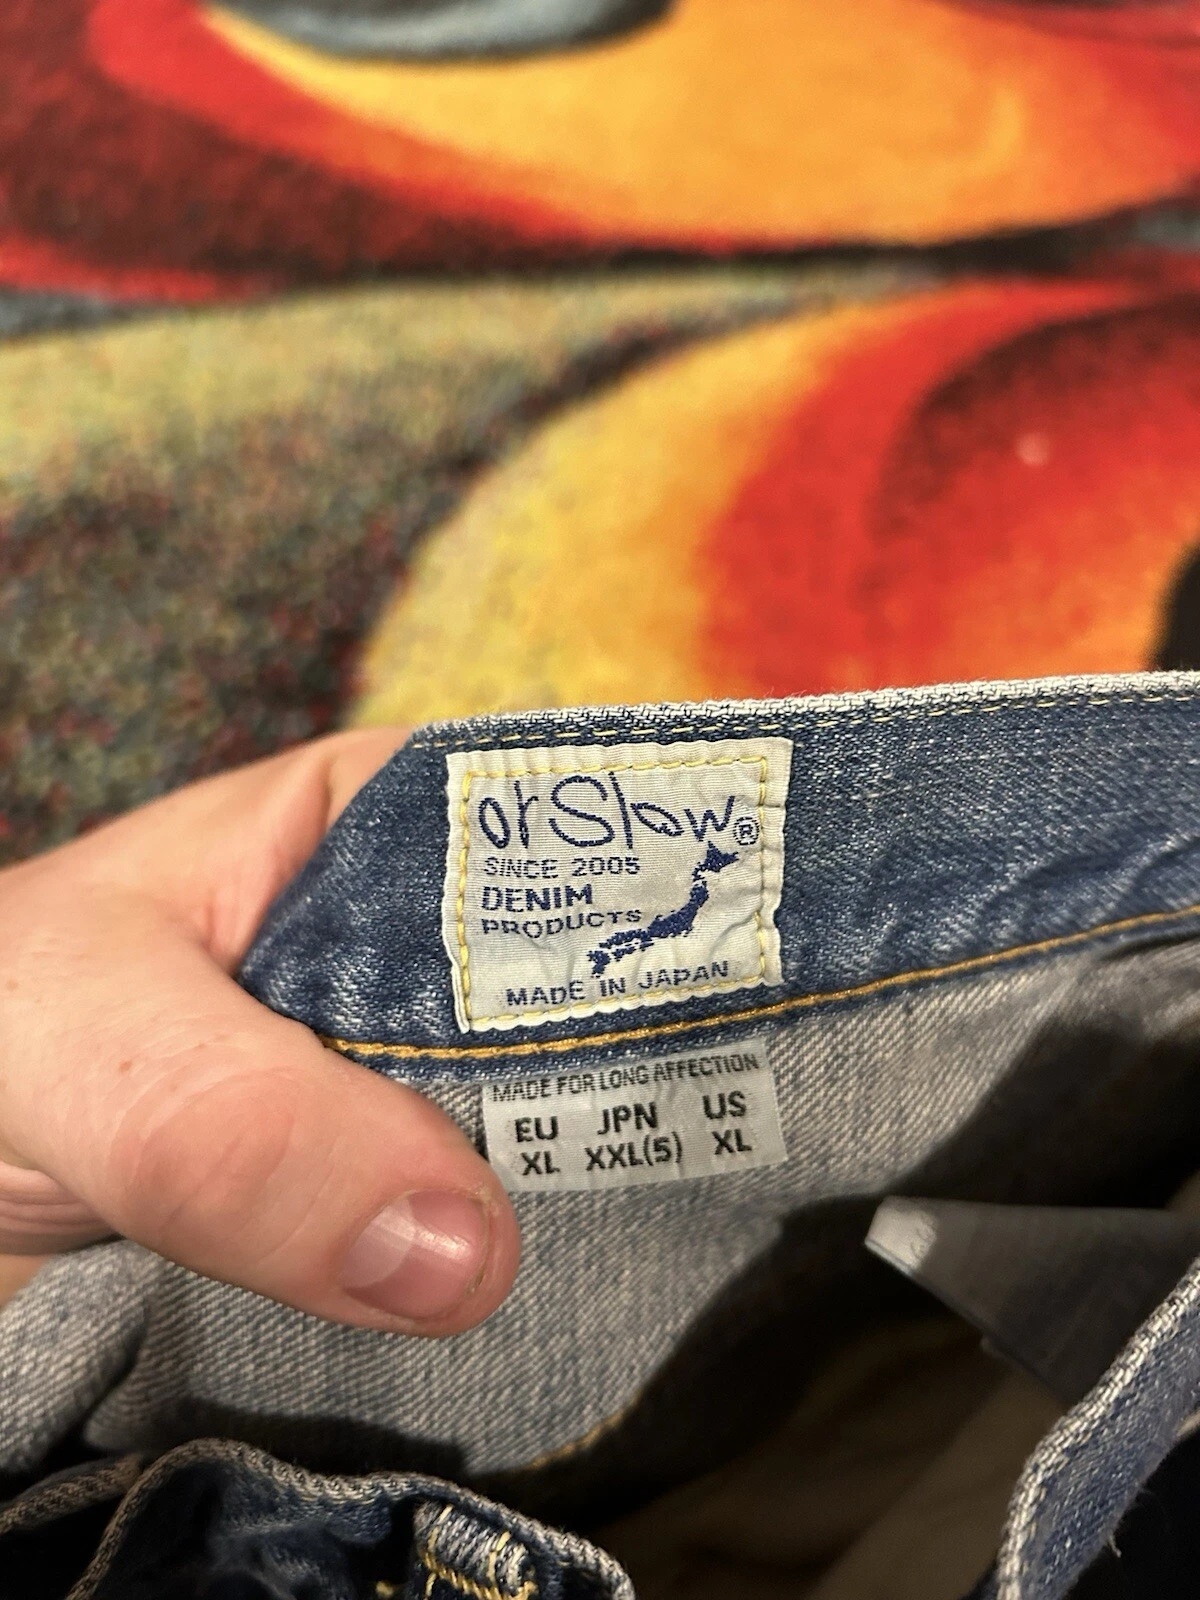 orSlow®
SINCE 2005
DENIM
PRODUCTS
MADE IN JAPAN
MADE FOR LONG AFFECTION
EU JPN US
XL XXL(5) XL